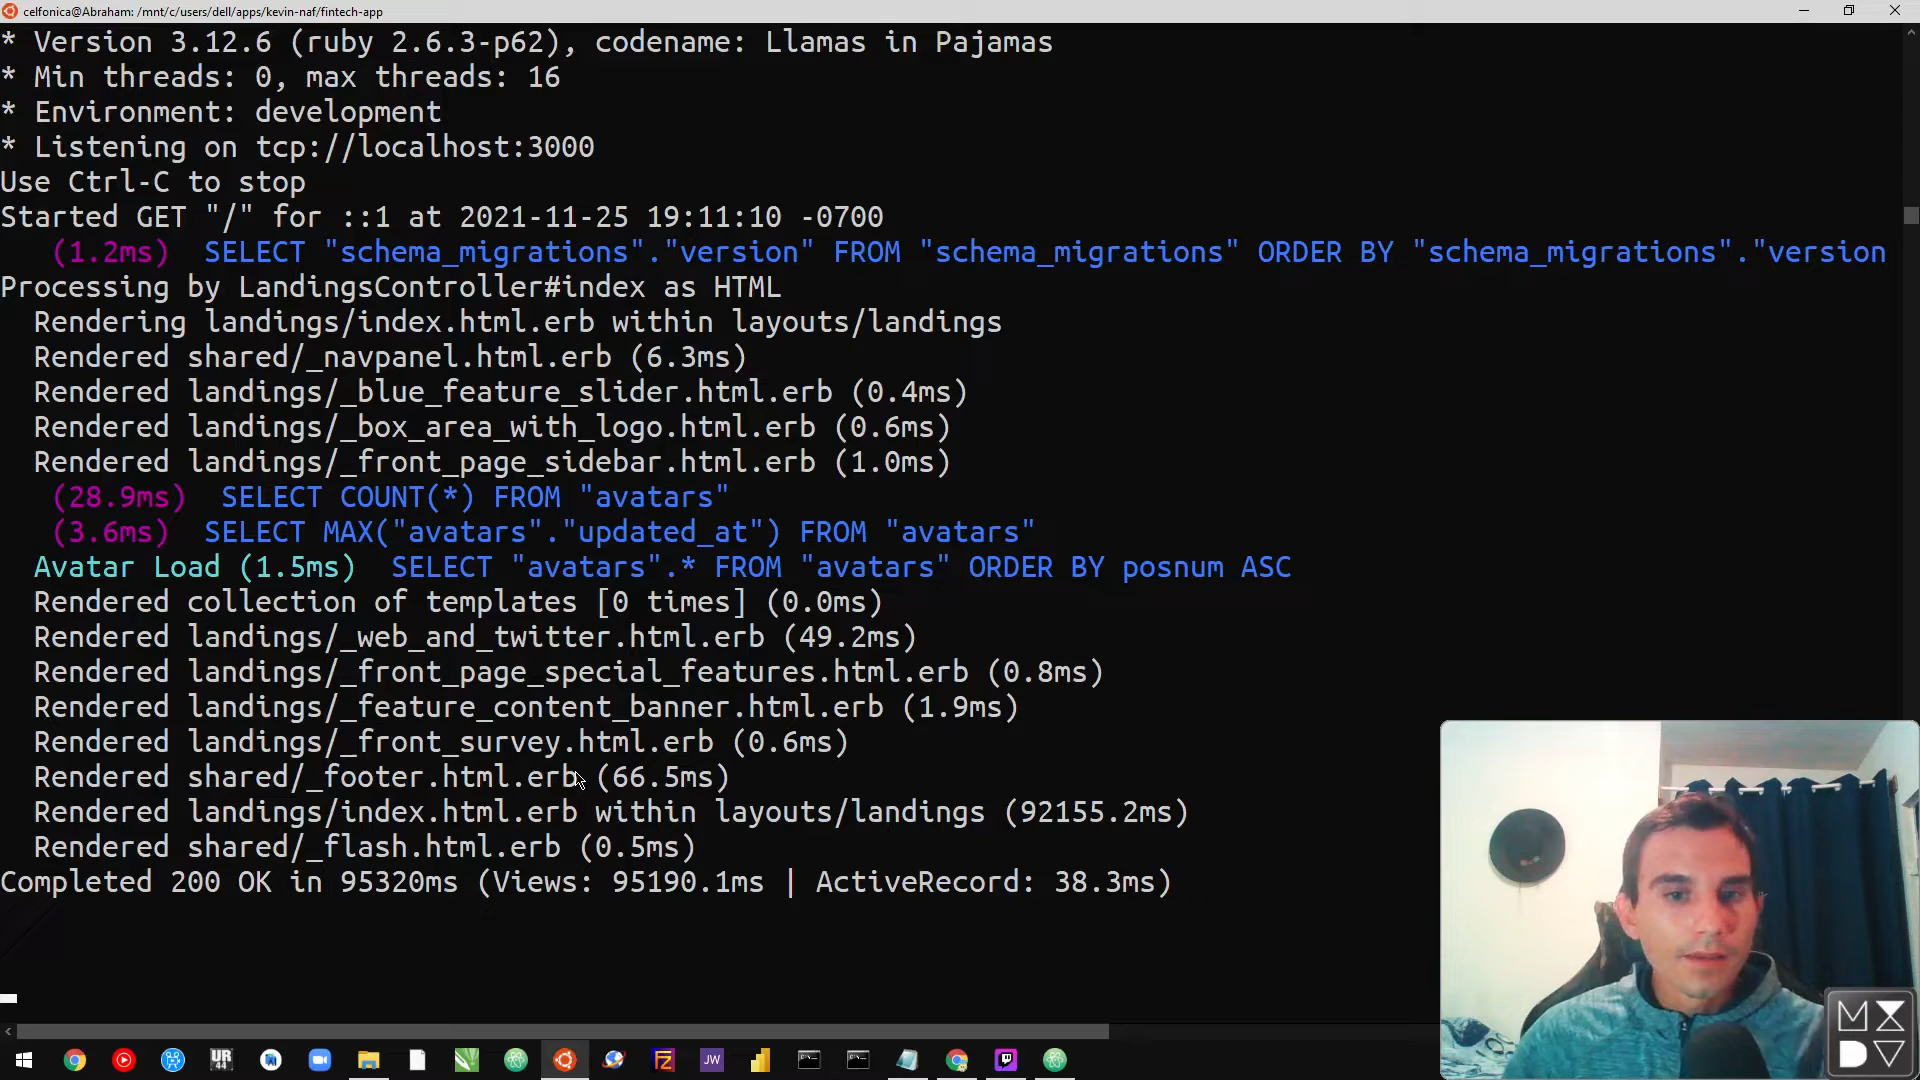 celfonica@Abraham: /mnt/c/users/dell/apps/kevin-naf/fintech-app
* Version 3.12.6 (ruby 2.6.3-p62), codename: Llamas in Pajamas
* Min threads: 0, max threads: 16
* Environment: development
* Listening on tcp://localhost:3000
Use Ctrl-C to stop
Started GET "/" for ::1 at 2021-11-25 19:11:10 -0700
(1.2ms)  SELECT "schema_migrations"."version" FROM "schema_migrations" ORDER BY "schema_migrations"."version
Processing by LandingsController#index as HTML
Rendering landings/index.html.erb within layouts/landings
Rendered shared/_navpanel.html.erb (6.3ms)
Rendered landings/_blue_feature_slider.html.erb (0.4ms)
Rendered landings/_box_area_with_logo.html.erb (0.6ms)
Rendered landings/_front_page_sidebar.html.erb (1.0ms)
(28.9ms)  SELECT COUNT(*) FROM "avatars"
(3.6ms)  SELECT MAX("avatars"."updated_at") FROM "avatars"
Avatar Load (1.5ms)  SELECT "avatars".* FROM "avatars" ORDER BY posnum ASC
Rendered collection of templates [0 times] (0.0ms)
Rendered landings/_web_and_twitter.html.erb (49.2ms)
Rendered landings/_front_page_special_features.html.erb (0.8ms)
Rendered landings/_feature_content_banner.html.erb (1.9ms)
Rendered landings/_front_survey.html.erb (0.6ms)
Rendered shared/_footer.html.erb (66.5ms)
Rendered landings/index.html.erb within layouts/landings (92155.2ms)
Rendered shared/_flash.html.erb (0.5ms)
Completed 200 OK in 95320ms (Views: 95190.1ms | ActiveRecord: 38.3ms)
UR
44
FZ
JW